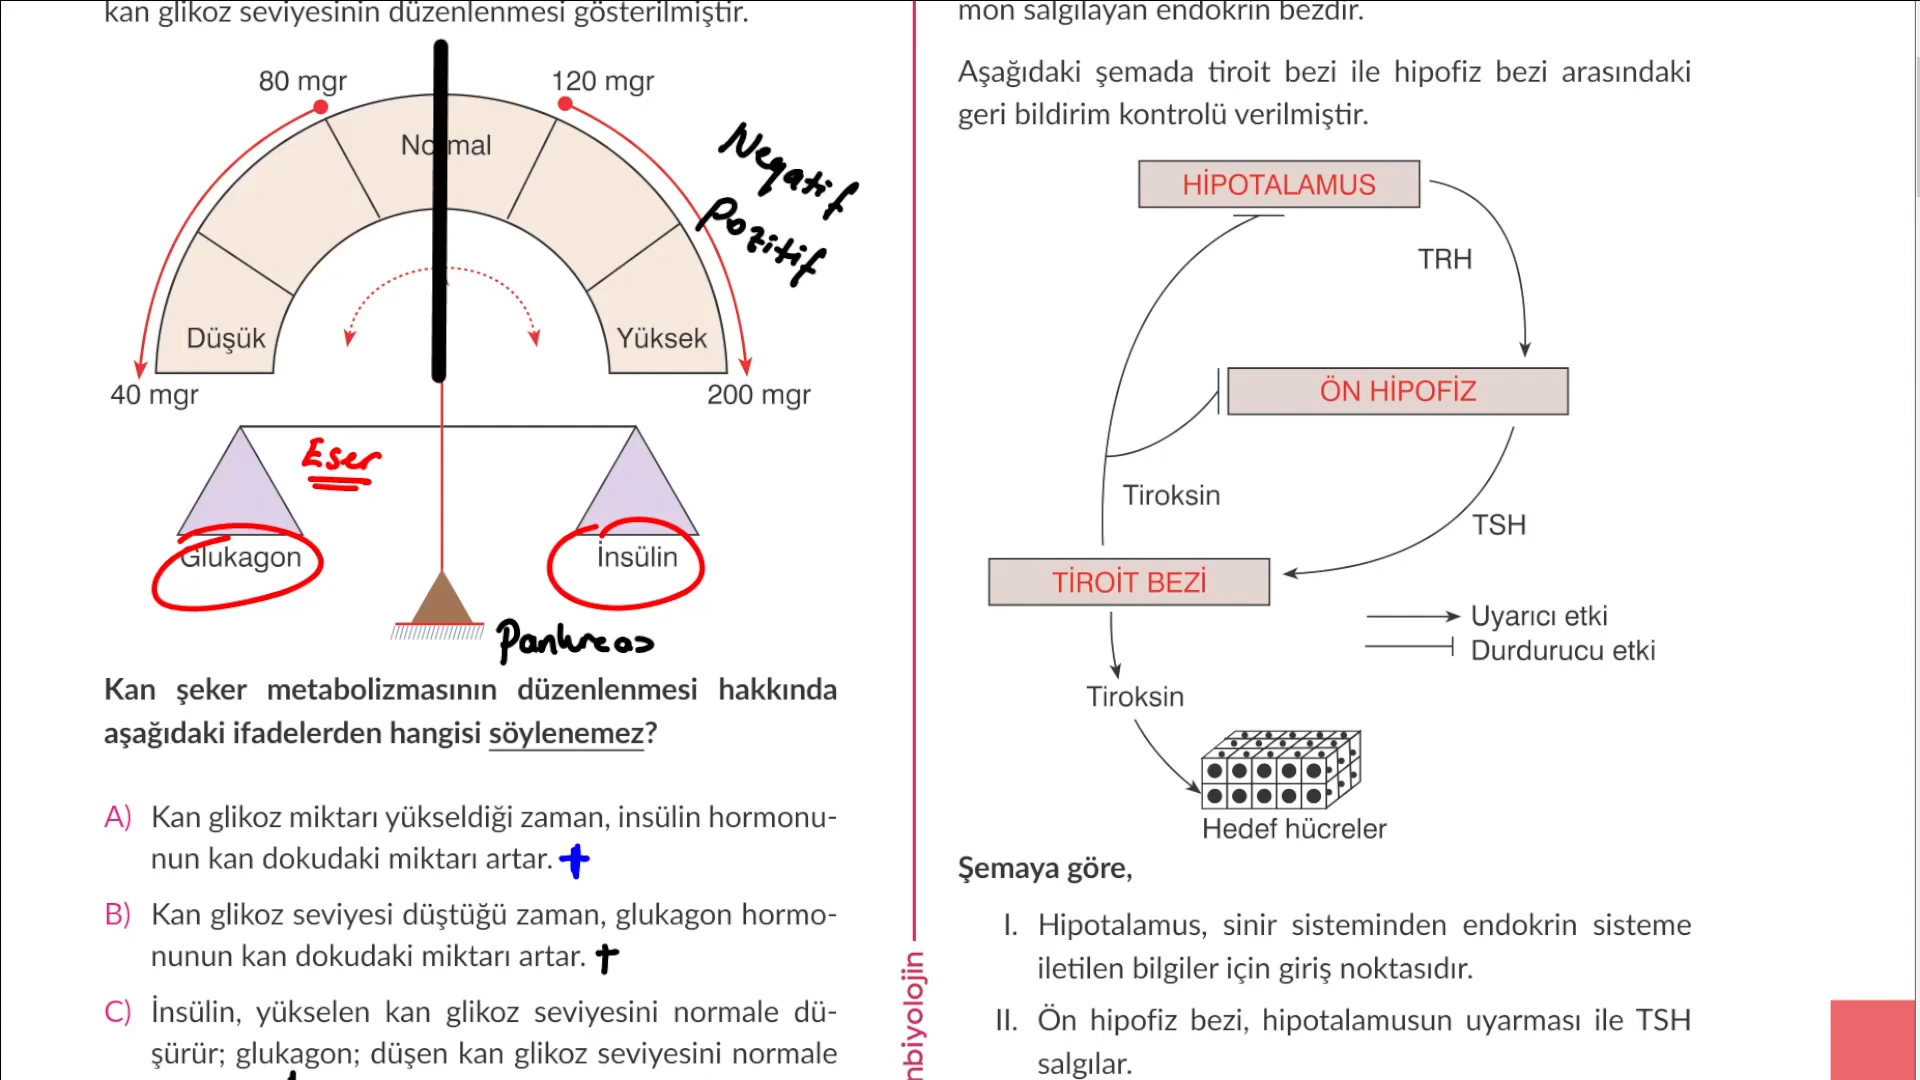 kan glikoz seviyesinin düzenlenmesi gösterilmiştir.
80 mgr
120 mgr
Normal
Negatif
Pozitif
Düşük
Yüksek
40 mgr
200 mgr
Eser
Glukagon
İnsülin
Pankreas
Kan şeker metabolizmasının düzenlenmesi hakkında
aşağıdaki ifadelerden hangisi söylenemez?
A) Kan glikoz miktarı yükseldiği zaman, insülin hormonu-
nun kan dokudaki miktarı artar. +
B) Kan glikoz seviyesi düştüğü zaman, glukagon hormo-
nunun kan dokudaki miktarı artar. +
C) İnsülin, yükselen kan glikoz seviyesini normale dü-
şürür; glukagon; düşen kan glikoz seviyesini normale
nbiyolojin
mon salgılayan endokrin bezdir.
Aşağıdaki şemada tiroit bezi ile hipofiz bezi arasındaki
geri bildirim kontrolü verilmiştir.
HİPOTALAMUS
TRH
ÖN HİPOFİZ
Tiroksin
TSH
TİROİT BEZİ
Uyarıcı etki
Durdurucu etki
Tiroksin
Hedef hücreler
Şemaya göre,
I. Hipotalamus, sinir sisteminden endokrin sisteme
iletilen bilgiler için giriş noktasıdır.
II. Ön hipofiz bezi, hipotalamusun uyarması ile TSH
salgılar.